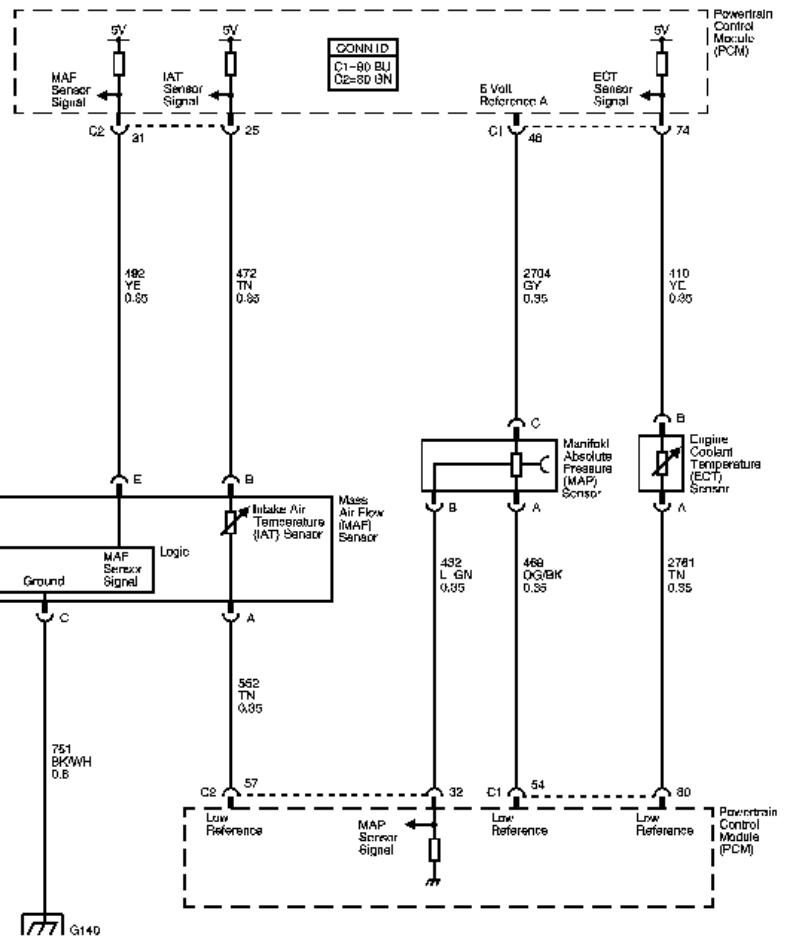 Powertrain
Control
Module
(PCM)
5V
5V
5V
CONN ID
C1=80 BU
C2=80 GN
MAF
Sensor
Signal
IAT
Sensor
Signal
5 Volt
Reference A
ECT
Sensor
Signal
C2
31
25
C1
46
74
492
YE
0.35
472
TN
0.35
2704
GY
0.35
410
YE
0.35
E
B
C
B
Manifold
Absolute
Pressure
(MAP)
Sensor
Engine
Coolant
Temperature
(ECT)
Sensor
Intake Air
Temperature
(IAT) Sensor
Mass
Air Flow
(MAF)
Sensor
B
A
A
MAF
Sensor
Signal
Logic
Ground
C
A
432
L GN
0.35
469
OG/BK
0.35
2761
TN
0.35
552
TN
0.35
751
BK/WH
0.8
C2
57
32
C1
54
80
Low
Reference
MAP
Sensor
Signal
Low
Reference
Low
Reference
Powertrain
Control
Module
(PCM)
G140